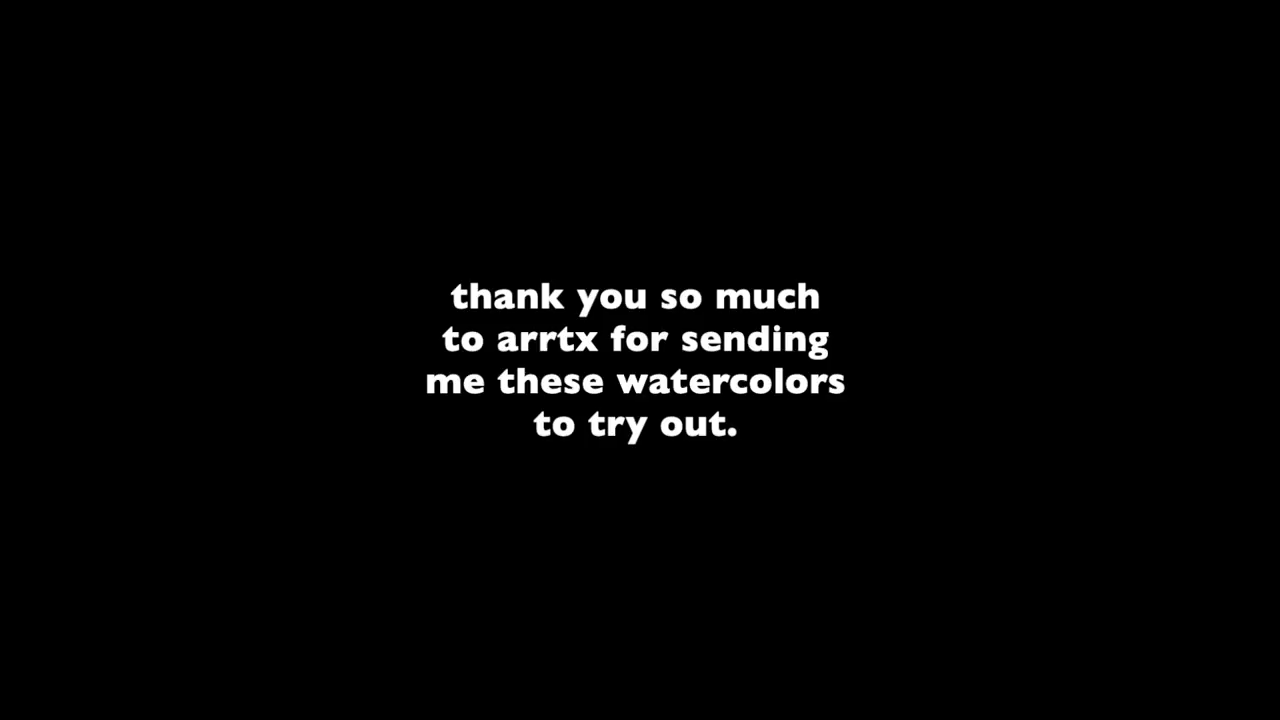 thank you so much
to arrtx for sending
me these watercolors
to try out.